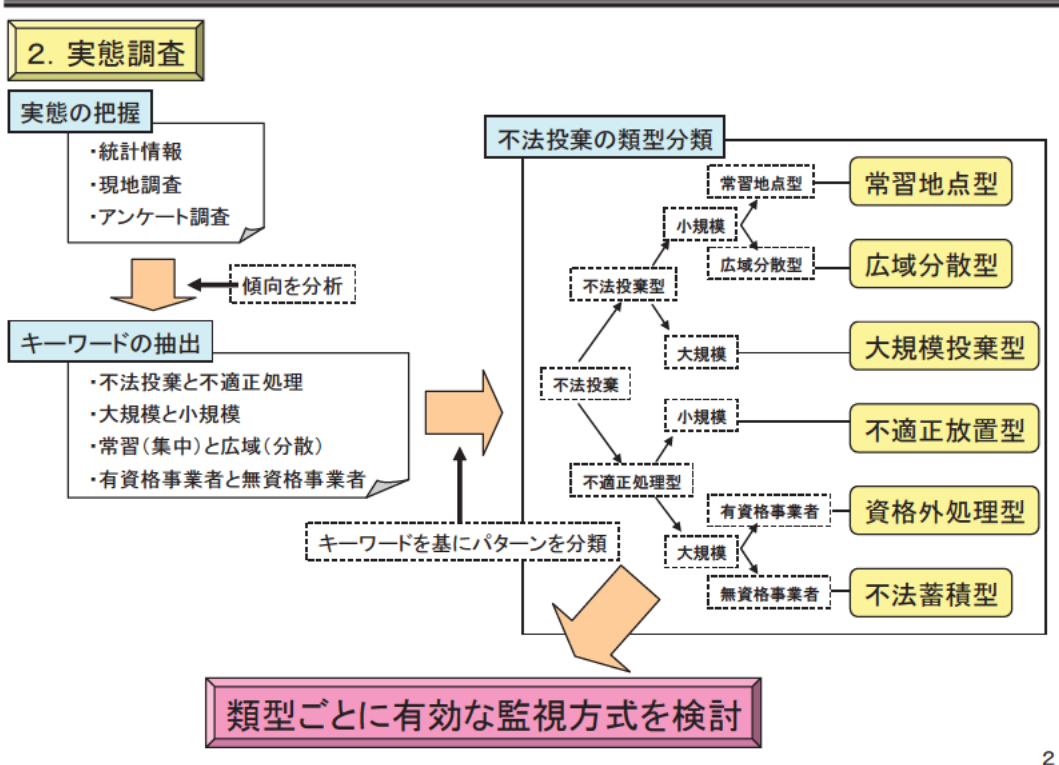 2. 実態調査
実態の把握
・統計情報
・現地調査
・アンケート調査
傾向を分析
キーワードの抽出
・不法投棄と不適正処理
・大規模と小規模
・常習(集中)と広域(分散)
・有資格事業者と無資格事業者
キーワードを基にパターンを分類
不法投棄の類型分類
不法投棄
不法投棄型
小規模
常習地点型
常習地点型
広域分散型
広域分散型
大規模
大規模投棄型
不適正処理型
小規模
不適正放置型
大規模
有資格事業者
資格外処理型
無資格事業者
不法蓄積型
類型ごとに有効な監視方式を検討
2